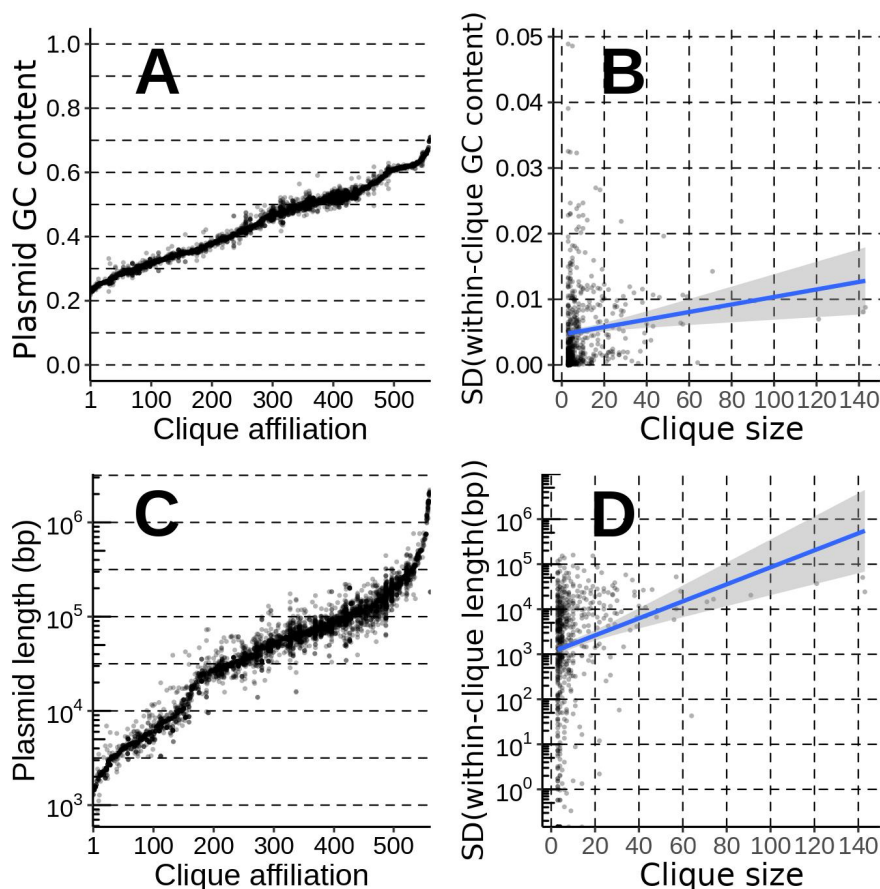 A
Plasmid GC content
1.0
0.8
0.6
0.4
0.2
0.0
1 100 200 300 400 500
Clique affiliation
B
SD(within-clique GC content)
0.05
0.04
0.03
0.02
0.01
0.00
0 20 40 60 80 100 120 140
Clique size
C
Plasmid length (bp)
10⁶
10⁵
10⁴
10³
1 100 200 300 400 500
Clique affiliation
D
SD(within-clique length(bp))
10⁶
10⁵
10⁴
10³
10²
10¹
10⁰
0 20 40 60 80 100 120 140
Clique size